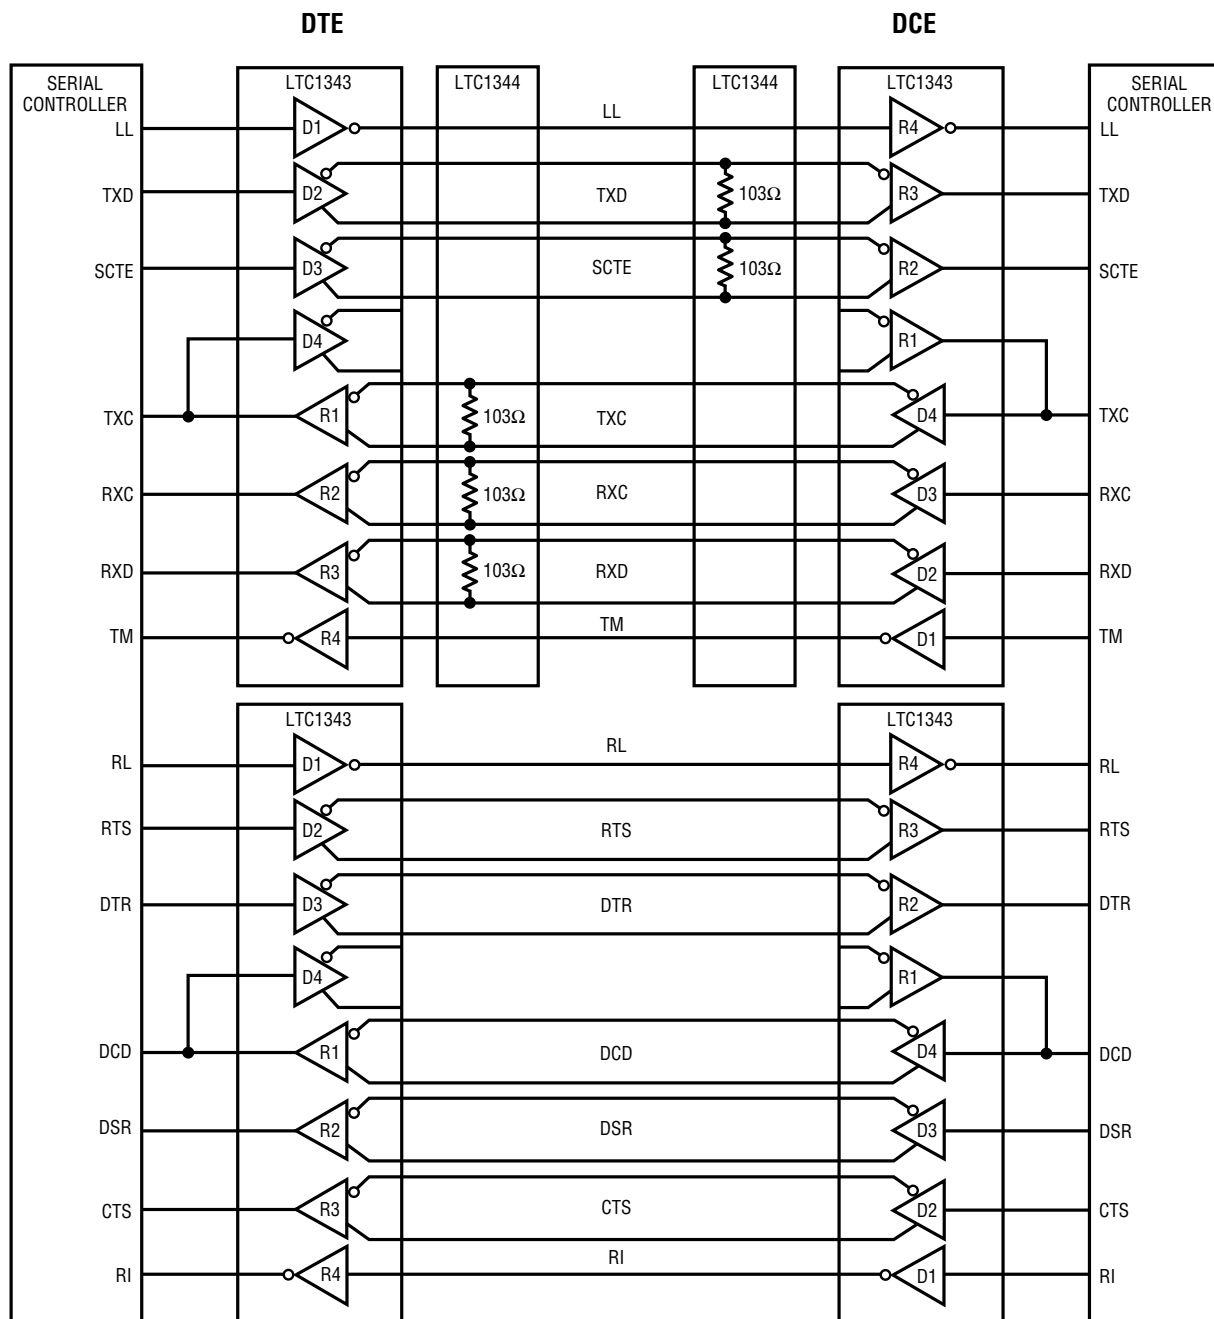 DTE DCE
SERIAL CONTROLLER LTC1343 LTC1344 LTC1344 LTC1343 SERIAL CONTROLLER
LL D1 LL R4 LL
TXD D2 TXD 103Ω R3 TXD
SCTE D3 SCTE 103Ω R2 SCTE
D4 R1
TXC R1 103Ω TXC D4 TXC
RXC R2 103Ω RXC D3 RXC
RXD R3 103Ω RXD D2 RXD
TM R4 TM D1 TM
LTC1343 LTC1343
RL D1 RL R4 RL
RTS D2 RTS R3 RTS
DTR D3 DTR R2 DTR
D4 R1
DCD R1 DCD D4 DCD
DSR R2 DSR D3 DSR
CTS R3 CTS D2 CTS
RI R4 RI D1 RI